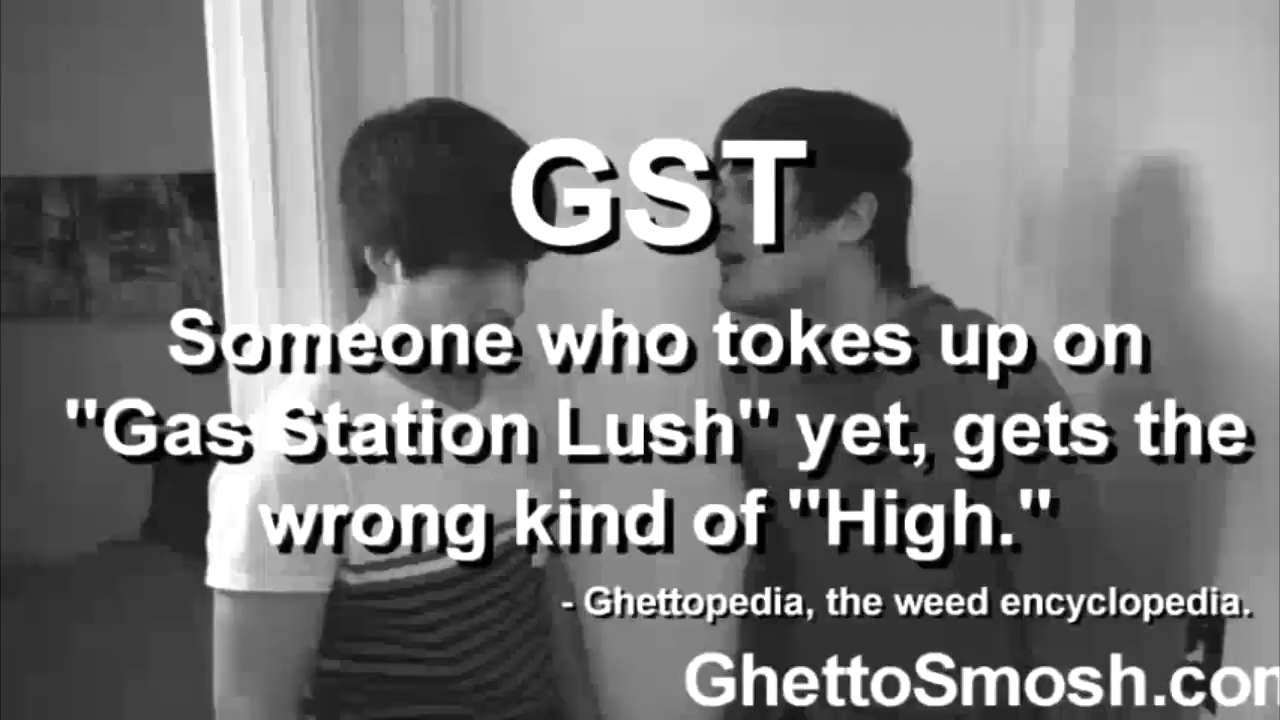 GST
Someone who tokes up on
"Gas Station Lush" yet, gets the
wrong kind of "High."
- Ghettopedia, the weed encyclopedia.
GhettoSmosh.com